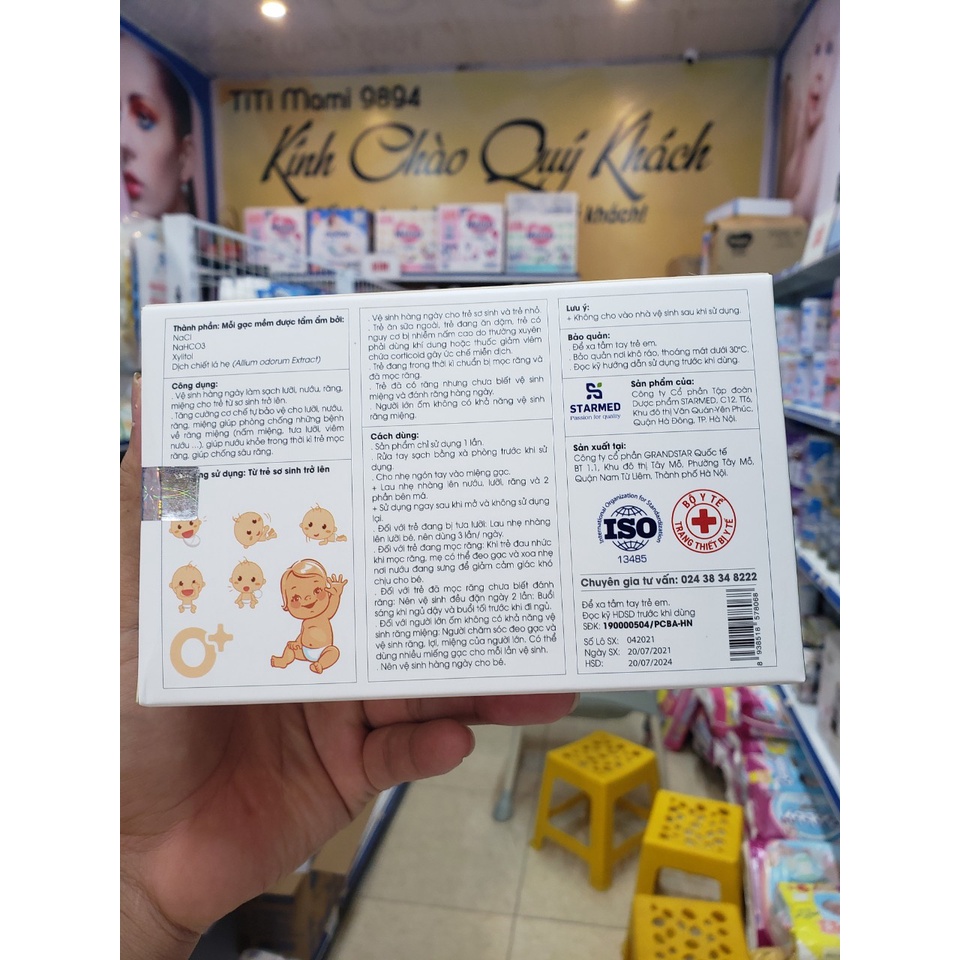 TiTi Mami 9894
Kính Chào Quý Khách
khách!
Thành phần: Mỗi gạc mềm được tẩm ẩm bởi:
NaCl
NaHCO3
Xylitol
Dịch chiết lá hẹ (Allium odorum Extract)
Công dụng:
. Vệ sinh hàng ngày làm sạch lưỡi, nướu, răng,
miệng cho trẻ từ sơ sinh trở lên.
. Tăng cường cơ chế tự bảo vệ cho lưỡi, nướu,
răng, miệng giúp phòng chống những bệnh
về răng miệng (nấm miệng, tưa lưỡi, viêm
nướu ...), giúp nướu khỏe trong thời kì trẻ mọc
răng, giúp chống sâu răng.
ng sử dụng: Từ trẻ sơ sinh trở lên
0+
. Vệ sinh hàng ngày cho trẻ sơ sinh và trẻ nhỏ.
. Trẻ ăn sữa ngoài, trẻ đang ăn dặm, trẻ có
nguy cơ bị nhiễm nấm cao do thường xuyên
phải dùng khí dung hoặc thuốc giảm viêm
chứa corticoid gây ức chế miễn dịch.
. Trẻ đang trong thời kì chuẩn bị mọc răng và
đã mọc răng.
. Trẻ đã có răng nhưng chưa biết vệ sinh
miệng và đánh răng hàng ngày.
. Người lớn ốm không có khả năng vệ sinh
răng miệng.
Cách dùng:
. Sản phẩm chỉ sử dụng 1 lần.
. Rửa tay sạch bằng xà phòng trước khi sử
dụng.
. Cho nhẹ ngón tay vào miếng gạc.
+ Lau nhẹ nhàng lên nướu, lưỡi, răng và 2
phần bên má.
+ Sử dụng ngay sau khi mở và không sử dụng
lại.
. Đối với trẻ đang bị tưa lưỡi: Lau nhẹ nhàng
lên lưỡi bé, nên dùng 3 lần/ ngày.
. Đối với trẻ đang mọc răng: Khi trẻ đau nhức
khi mọc răng, mẹ có thể đeo gạc và xoa nhẹ
nơi nướu đang sưng để giảm cảm giác khó
chịu cho bé.
. Đối với trẻ đã mọc răng chưa biết đánh
răng: Nên vệ sinh đều đặn ngày 2 lần: Buổi
sáng khi ngủ dậy và buổi tối trước khi đi ngủ.
. Đối với người lớn ốm không có khả năng vệ
sinh răng miệng: Người chăm sóc đeo gạc và
vệ sinh răng, lợi, miệng của người lớn. Có thể
dùng nhiều miếng gạc cho mỗi lần vệ sinh.
. Nên vệ sinh hàng ngày cho bé.
Lưu ý:
+ Không cho vào nhà vệ sinh sau khi sử dụng.
Bảo quản:
. Để xa tầm tay trẻ em.
. Bảo quản nơi khô ráo, thoáng mát dưới 30°C.
. Đọc kỹ hướng dẫn sử dụng trước khi dùng.
STARMED
Passion for quality
Sản phẩm của:
Công ty Cổ phần Tập đoàn
Dược phẩm STARMED, C12, TT6,
Khu đô thị Văn Quán-Yên Phúc,
Quận Hà Đông, TP. Hà Nội.
Sản xuất tại:
Công ty cổ phần GRANDSTAR Quốc tế
BT 1.1, Khu đô thị Tây Mỗ, Phường Tây Mỗ,
Quận Nam Từ Liêm, Thành phố Hà Nội.
International Organization for Standardization
ISO
13485
BỘ Y TẾ
TRANG THIẾT BỊ Y TẾ
Chuyên gia tư vấn: 024 38 34 8222
Để xa tầm tay trẻ em.
Đọc kỹ HDSD trước khi dùng
SĐK: 190000504/PCBA-HN
Số Lô SX: 042021
Ngày SX: 20/07/2021
HSD: 20/07/2024
8 938518 578068